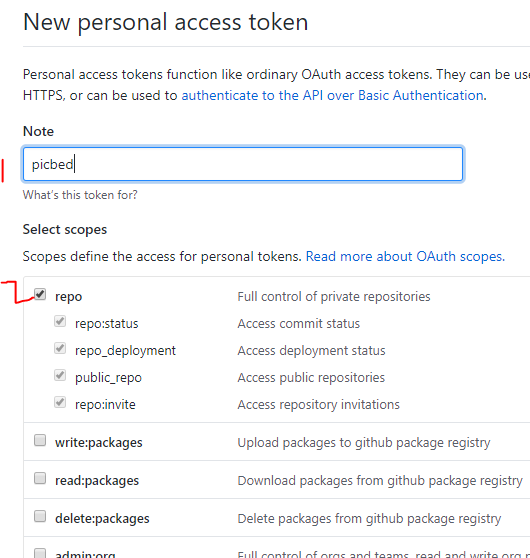 New personal access token
Personal access tokens function like ordinary OAuth access tokens. They can be use
HTTPS, or can be used to authenticate to the API over Basic Authentication.
Note
picbed
What's this token for?
Select scopes
Scopes define the access for personal tokens. Read more about OAuth scopes.
repo Full control of private repositories
repo:status Access commit status
repo_deployment Access deployment status
public_repo Access public repositories
repo:invite Access repository invitations
write:packages Upload packages to github package registry
read:packages Download packages from github package registry
delete:packages Delete packages from github package registry
admin:org Full control of orgs and teams, read and write org p